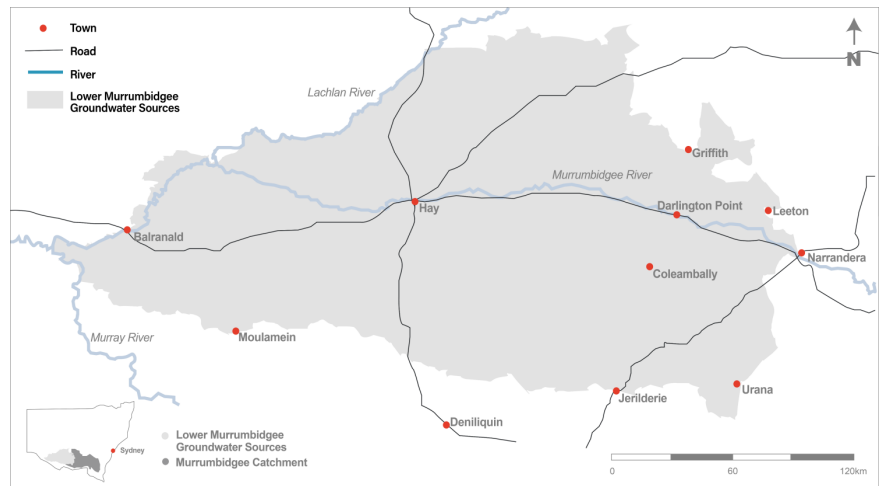 Town
Road
River
Lower Murrumbidgee
Groundwater Sources
N
Lachlan River
Griffith
Murrumbidgee River
Darlington Point
Leeton
Hay
Balranald
Narrandera
Coleambally
Moulamein
Murray River
Urana
Jerilderie
Deniliquin
Sydney
Lower Murrumbidgee
Groundwater Sources
Murrumbidgee Catchment
0
60
120km